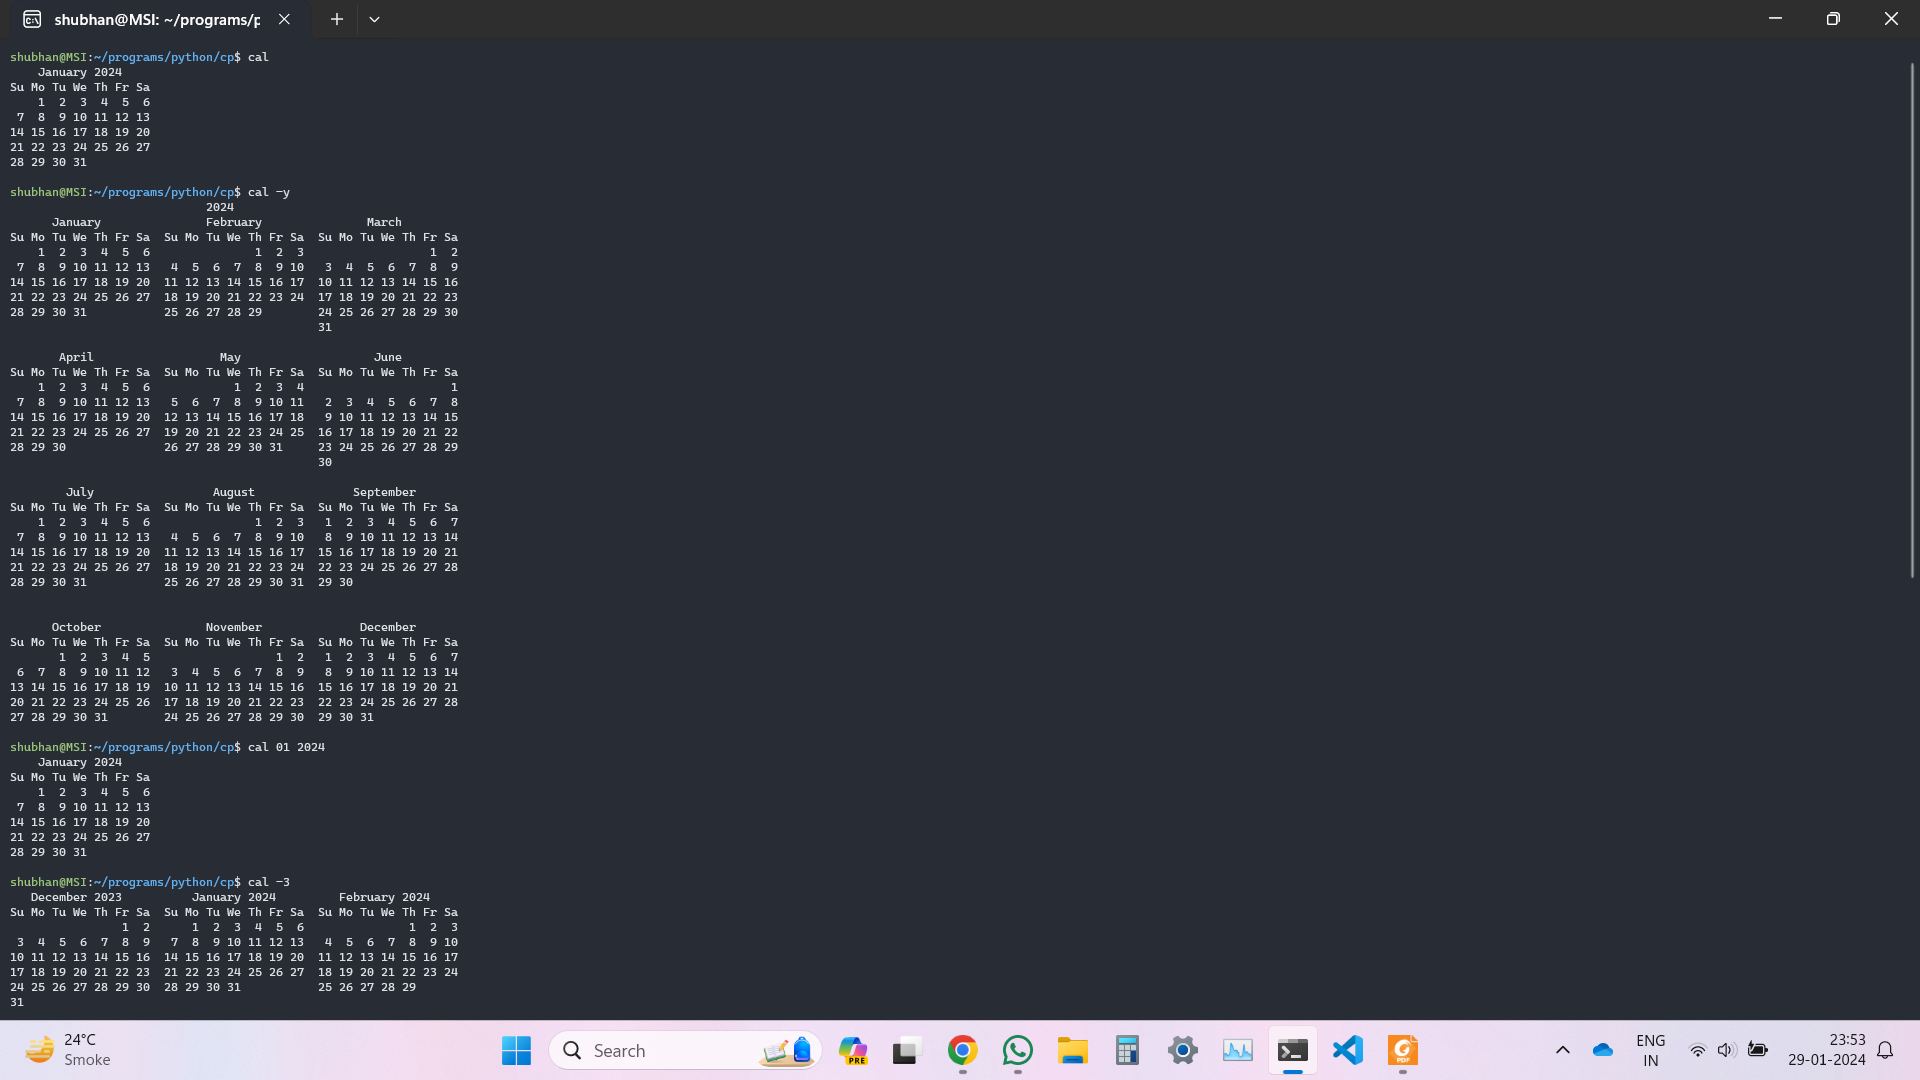 shubhan@MSI: ~/programs/p
shubhan@MSI:~/programs/python/cp$ cal
    January 2024
Su Mo Tu We Th Fr Sa
    1  2  3  4  5  6
 7  8  9 10 11 12 13
14 15 16 17 18 19 20
21 22 23 24 25 26 27
28 29 30 31
shubhan@MSI:~/programs/python/cp$ cal -y
                            2024
      January               February               March
Su Mo Tu We Th Fr Sa  Su Mo Tu We Th Fr Sa  Su Mo Tu We Th Fr Sa
    1  2  3  4  5  6               1  2  3                  1  2
 7  8  9 10 11 12 13   4  5  6  7  8  9 10   3  4  5  6  7  8  9
14 15 16 17 18 19 20  11 12 13 14 15 16 17  10 11 12 13 14 15 16
21 22 23 24 25 26 27  18 19 20 21 22 23 24  17 18 19 20 21 22 23
28 29 30 31           25 26 27 28 29        24 25 26 27 28 29 30
                                            31
       April                  May                   June
Su Mo Tu We Th Fr Sa  Su Mo Tu We Th Fr Sa  Su Mo Tu We Th Fr Sa
    1  2  3  4  5  6            1  2  3  4                     1
 7  8  9 10 11 12 13   5  6  7  8  9 10 11   2  3  4  5  6  7  8
14 15 16 17 18 19 20  12 13 14 15 16 17 18   9 10 11 12 13 14 15
21 22 23 24 25 26 27  19 20 21 22 23 24 25  16 17 18 19 20 21 22
28 29 30              26 27 28 29 30 31     23 24 25 26 27 28 29
                                            30
        July                 August              September
Su Mo Tu We Th Fr Sa  Su Mo Tu We Th Fr Sa  Su Mo Tu We Th Fr Sa
    1  2  3  4  5  6               1  2  3   1  2  3  4  5  6  7
 7  8  9 10 11 12 13   4  5  6  7  8  9 10   8  9 10 11 12 13 14
14 15 16 17 18 19 20  11 12 13 14 15 16 17  15 16 17 18 19 20 21
21 22 23 24 25 26 27  18 19 20 21 22 23 24  22 23 24 25 26 27 28
28 29 30 31           25 26 27 28 29 30 31  29 30
      October               November              December
Su Mo Tu We Th Fr Sa  Su Mo Tu We Th Fr Sa  Su Mo Tu We Th Fr Sa
       1  2  3  4  5                  1  2   1  2  3  4  5  6  7
 6  7  8  9 10 11 12   3  4  5  6  7  8  9   8  9 10 11 12 13 14
13 14 15 16 17 18 19  10 11 12 13 14 15 16  15 16 17 18 19 20 21
20 21 22 23 24 25 26  17 18 19 20 21 22 23  22 23 24 25 26 27 28
27 28 29 30 31        24 25 26 27 28 29 30  29 30 31
shubhan@MSI:~/programs/python/cp$ cal 01 2024
    January 2024
Su Mo Tu We Th Fr Sa
    1  2  3  4  5  6
 7  8  9 10 11 12 13
14 15 16 17 18 19 20
21 22 23 24 25 26 27
28 29 30 31
shubhan@MSI:~/programs/python/cp$ cal -3
   December 2023          January 2024         February 2024
Su Mo Tu We Th Fr Sa  Su Mo Tu We Th Fr Sa  Su Mo Tu We Th Fr Sa
                1  2      1  2  3  4  5  6               1  2  3
 3  4  5  6  7  8  9   7  8  9 10 11 12 13   4  5  6  7  8  9 10
10 11 12 13 14 15 16  14 15 16 17 18 19 20  11 12 13 14 15 16 17
17 18 19 20 21 22 23  21 22 23 24 25 26 27  18 19 20 21 22 23 24
24 25 26 27 28 29 30  28 29 30 31           25 26 27 28 29
31
24°C
Smoke
Search
PRE
PDF
ENG
IN
23:53
29-01-2024